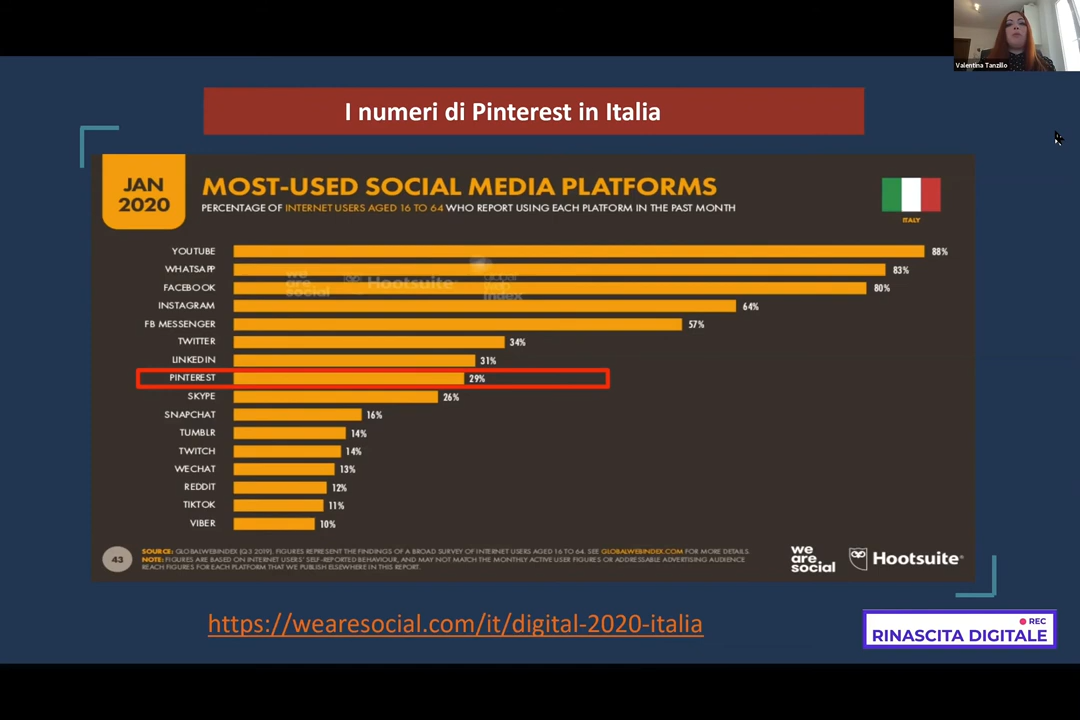 Valentina Tanzillo
I numeri di Pinterest in Italia
JAN
2020
MOST-USED SOCIAL MEDIA PLATFORMS
PERCENTAGE OF INTERNET USERS AGED 16 TO 64 WHO REPORT USING EACH PLATFORM IN THE PAST MONTH
ITALY
YOUTUBE 88%
WHATSAPP 83%
FACEBOOK 80%
we are. social Hootsuite global web index
INSTAGRAM 64%
FB MESSENGER 57%
TWITTER 34%
LINKEDIN 31%
PINTEREST 29%
SKYPE 26%
SNAPCHAT 16%
TUMBLR 14%
TWITCH 14%
WECHAT 13%
REDDIT 12%
TIKTOK 11%
VIBER 10%
43
SOURCE: GLOBALWEBINDEX (Q3 2019). FIGURES REPRESENT THE FINDINGS OF A BROAD SURVEY OF INTERNET USERS AGED 16 TO 64. SEE GLOBALWEBINDEX.COM FOR MORE DETAILS.
NOTE: FIGURES ARE BASED ON INTERNET USERS' SELF-REPORTED BEHAVIOUR, AND MAY NOT MATCH THE MONTHLY ACTIVE USER FIGURES OR ADDRESSABLE ADVERTISING AUDIENCE
REACH FIGURES FOR EACH PLATFORM THAT WE PUBLISH ELSEWHERE IN THIS REPORT.
we
are.
social
Hootsuite®
https://wearesocial.com/it/digital-2020-italia
REC
RINASCITA DIGITALE